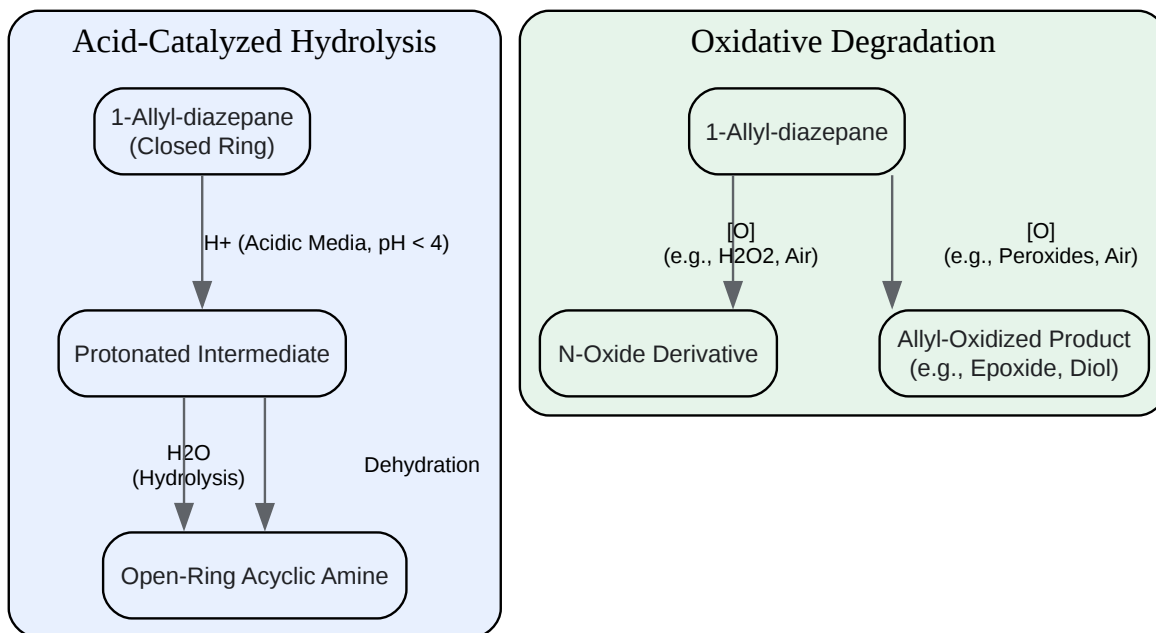 Acid-Catalyzed Hydrolysis
1-Allyl-diazepane
(Closed Ring)
H+ (Acidic Media, pH < 4)
Protonated Intermediate
H2O
(Hydrolysis)
Dehydration
Open-Ring Acyclic Amine
Oxidative Degradation
1-Allyl-diazepane
[O]
(e.g., H2O2, Air)
[O]
(e.g., Peroxides, Air)
N-Oxide Derivative
Allyl-Oxidized Product
(e.g., Epoxide, Diol)